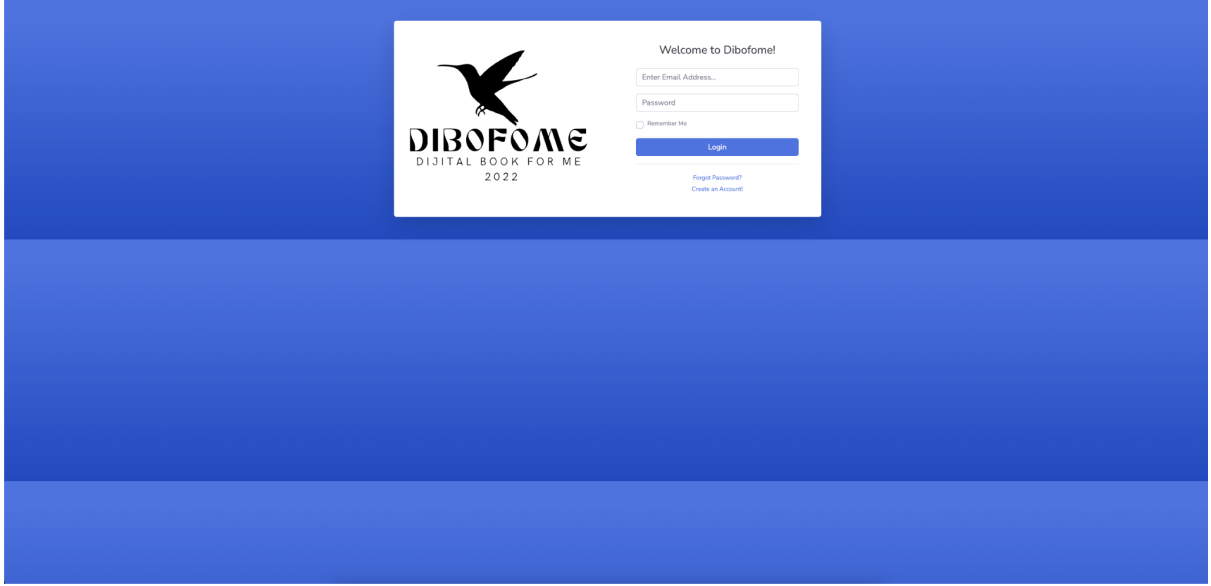 DIBOFOME
DIJITAL BOOK FOR ME
2022
Welcome to Dibofome!
Enter Email Address...
Password
Remember Me
Login
Forgot Password?
Create an Account!